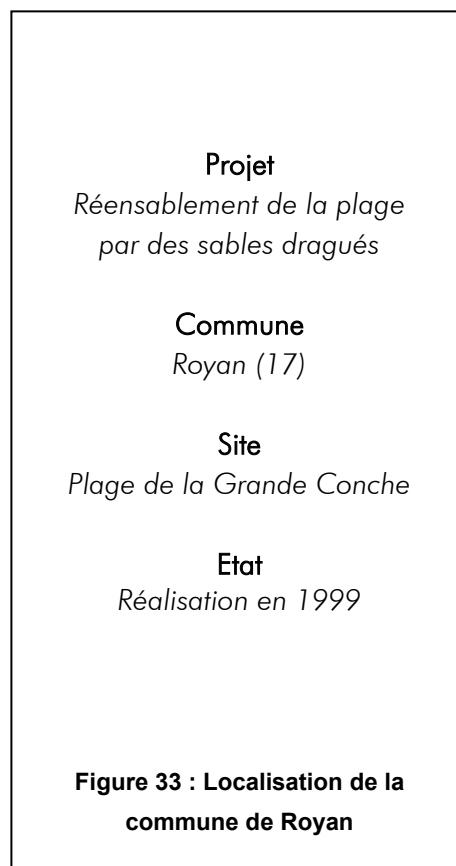 Projet
Réensablement de la plage
par des sables dragués
Commune
Royan (17)
Site
Plage de la Grande Conche
Etat
Réalisation en 1999
Figure 33 : Localisation de la
commune de Royan